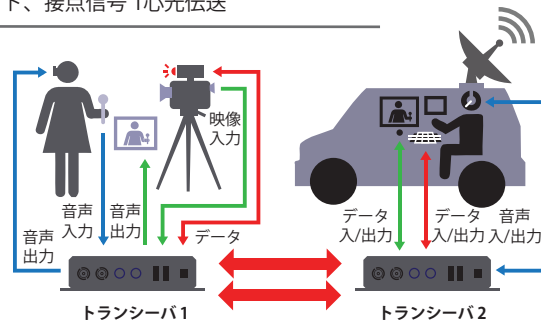 ト、接点信号 1心光伝送
映像
入力
音声
入力
音声
出力
音声
出力
データ
データ
入/出力
データ
入/出力
音声
入/出力
トランシーバ 1
トランシーバ 2